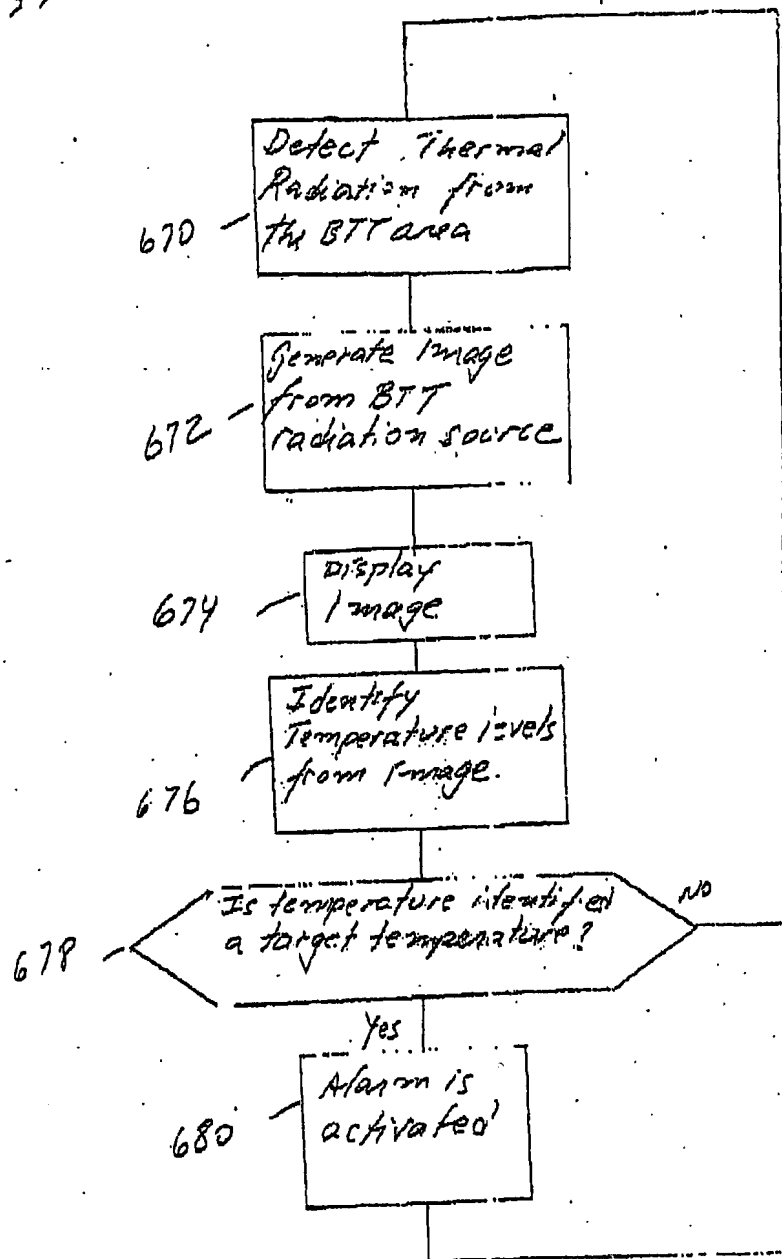 Detect Thermal
Radiation from
the BTT area
670
Generate Image
from BTT
radiation source
672
Display
Image
674
Identify
Temperature levels
from Image.
676
Is temperature identified
a target temperature?
NO
678
Yes
Alarm is
activated
680